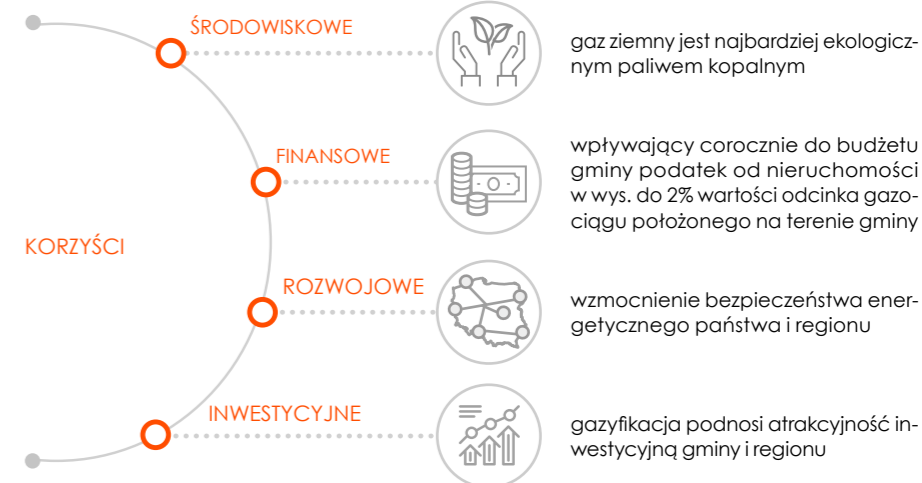 ŚRODOWISKOWE
gaz ziemny jest najbardziej ekologicz-
nym paliwem kopalnym
FINANSOWE
wpływający corocznie do budżetu
gminy podatek od nieruchomości
w wys. do 2% wartości odcinka gazo-
ciągu położonego na terenie gminy
KORZYŚCI
ROZWOJOWE
wzmocnienie bezpieczeństwa ener-
getycznego państwa i regionu
INWESTYCYJNE
gazyfikacja podnosi atrakcyjność in-
westycyjną gminy i regionu